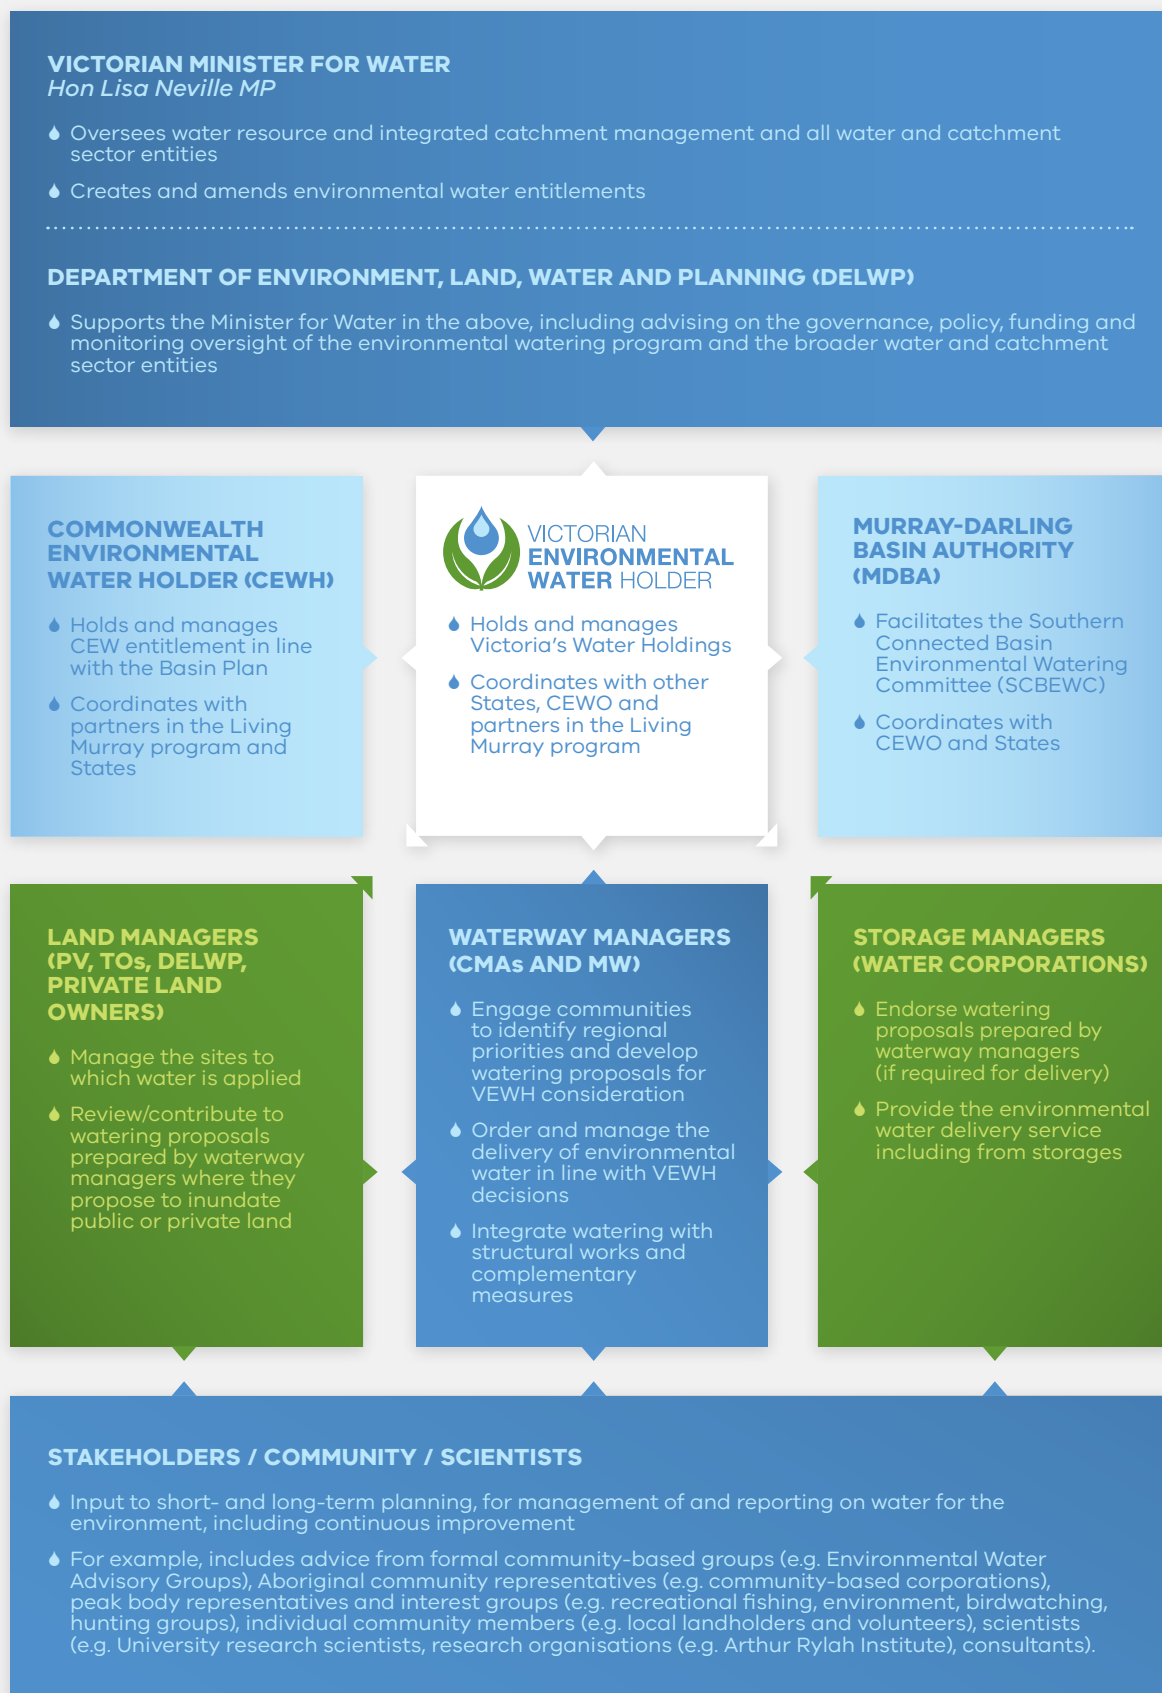 VICTORIAN MINISTER FOR WATER
Hon Lisa Neville MP
Oversees water resource and integrated catchment management and all water and catchment
sector entities
Creates and amends environmental water entitlements
DEPARTMENT OF ENVIRONMENT, LAND, WATER AND PLANNING (DELWP)
Supports the Minister for Water in the above, including advising on the governance, policy, funding and
monitoring oversight of the environmental watering program and the broader water and catchment
sector entities
COMMONWEALTH
ENVIRONMENTAL
WATER HOLDER (CEWH)
Holds and manages
CEW entitlement in line
with the Basin Plan
Coordinates with
partners in the Living
Murray program and
States
VICTORIAN
ENVIRONMENTAL
WATER HOLDER
Holds and manages
Victoria's Water Holdings
Coordinates with other
States, CEWO and
partners in the Living
Murray program
MURRAY-DARLING
BASIN AUTHORITY
(MDBA)
Facilitates the Southern
Connected Basin
Environmental Watering
Committee (SCBEWC)
Coordinates with
CEWO and States
LAND MANAGERS
(PV, TOs, DELWP,
PRIVATE LAND
OWNERS)
Manage the sites to
which water is applied
Review/contribute to
watering proposals
prepared by waterway
managers where they
propose to inundate
public or private land
WATERWAY MANAGERS
(CMAs AND MW)
Engage communities
to identify regional
priorities and develop
watering proposals for
VEWH consideration
Order and manage the
delivery of environmental
water in line with VEWH
decisions
Integrate watering with
structural works and
complementary
measures
STORAGE MANAGERS
(WATER CORPORATIONS)
Endorse watering
proposals prepared by
waterway managers
(if required for delivery)
Provide the environmental
water delivery service
including from storages
STAKEHOLDERS / COMMUNITY / SCIENTISTS
Input to short- and long-term planning, for management of and reporting on water for the
environment, including continuous improvement
For example, includes advice from formal community-based groups (e.g. Environmental Water
Advisory Groups), Aboriginal community representatives (e.g. community-based corporations),
peak body representatives and interest groups (e.g. recreational fishing, environment, birdwatching,
hunting groups), individual community members (e.g. local landholders and volunteers), scientists
(e.g. University research scientists, research organisations (e.g. Arthur Rylah Institute), consultants).